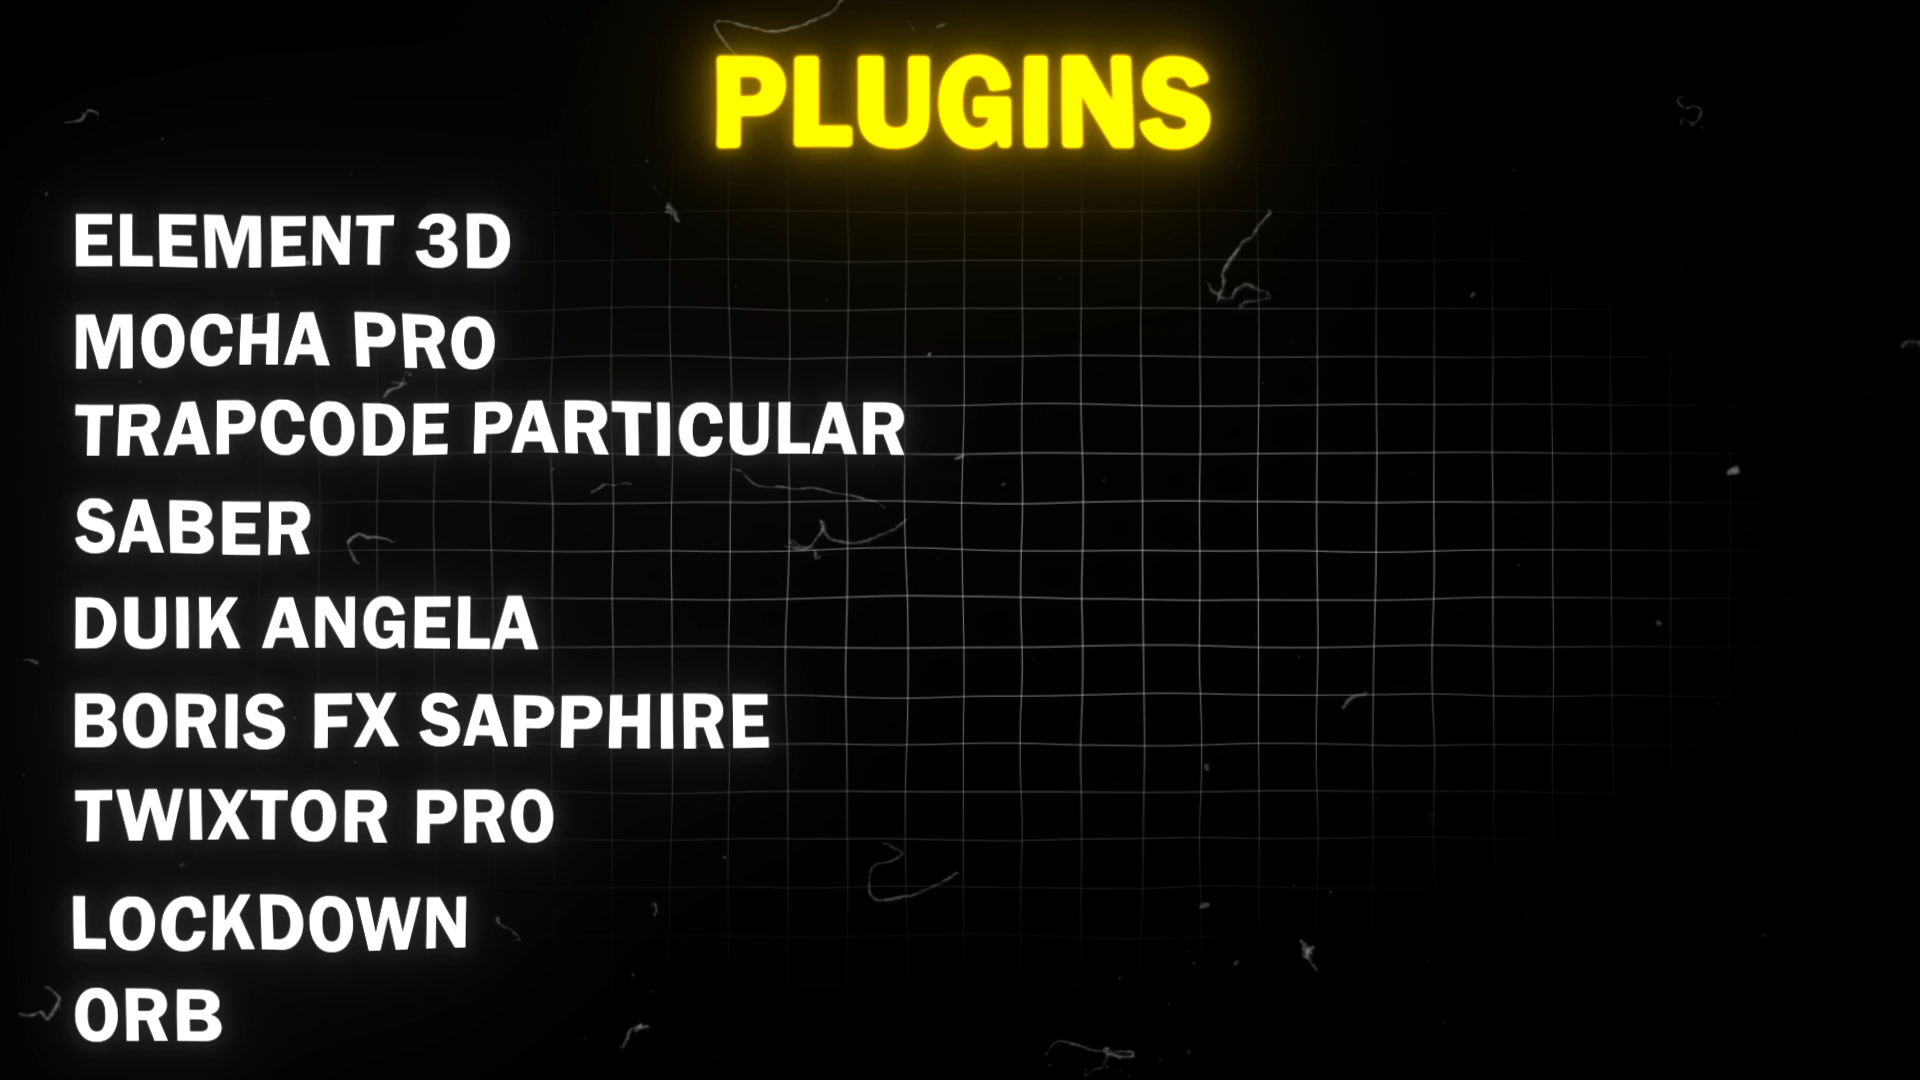 PLUGINS
ELEMENT 3D
MOCHA PRO
TRAPCODE PARTICULAR
SABER
DUIK ANGELA
BORIS FX SAPPHIRE
TWIXTOR PRO
LOCKDOWN
ORB